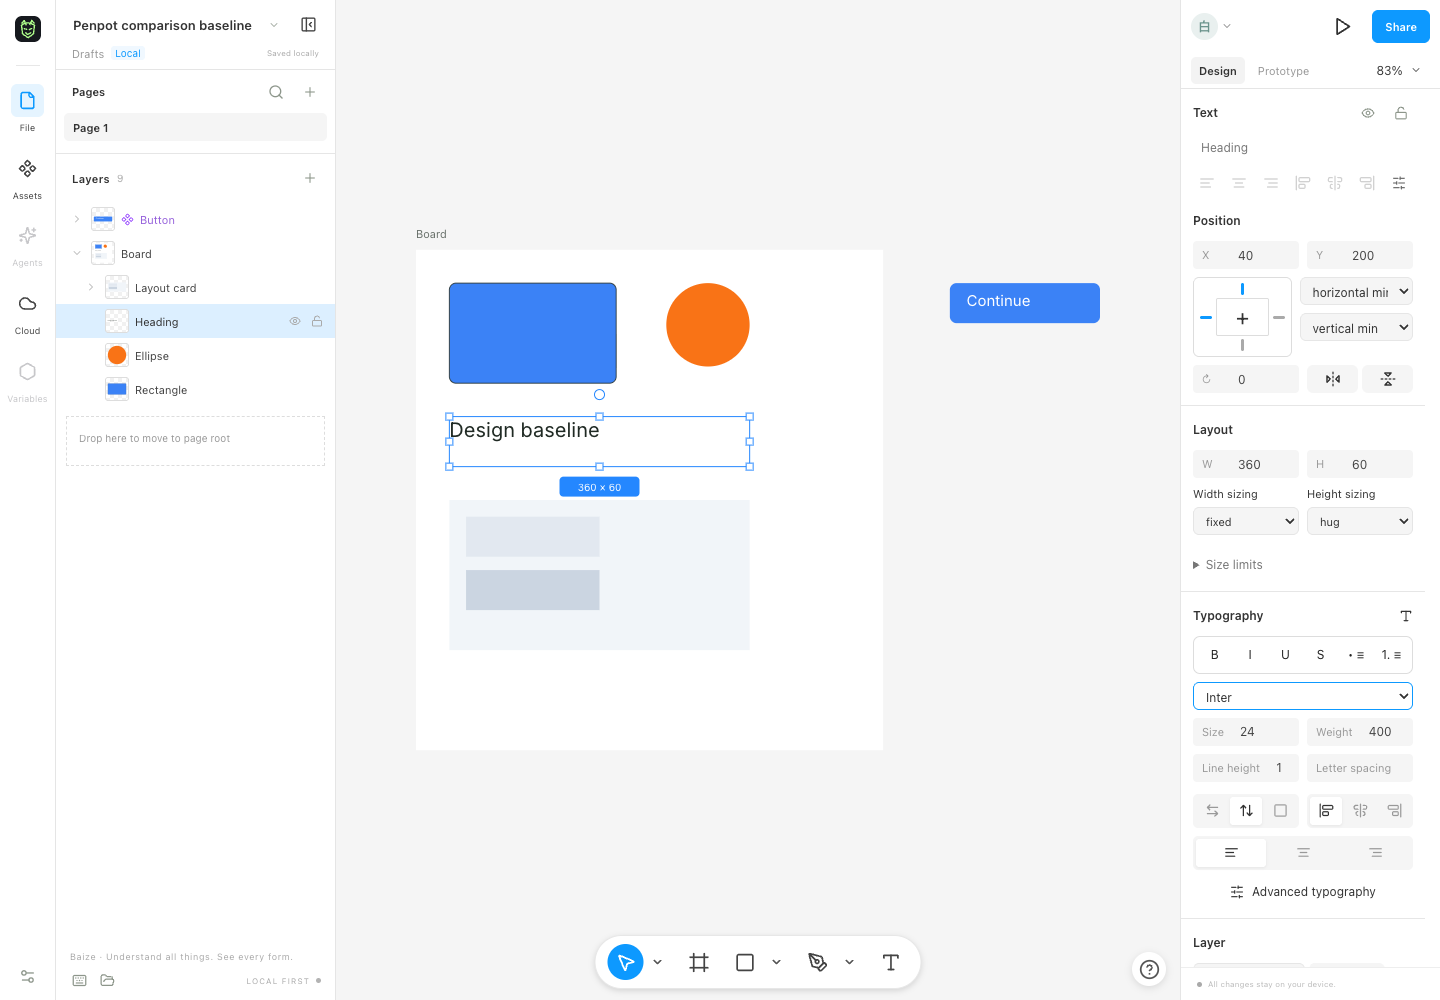 Penpot comparison baseline
Drafts Local Saved locally
Pages
Page 1
Layers 9
Button
Board
Layout card
Heading
Ellipse
Rectangle
Drop here to move to page root
Baize · Understand all things. See every form.
LOCAL FIRST
File
Assets
Agents
Cloud
Variables
Board
Design baseline
360 × 60
Continue
白
Share
Design Prototype 83%
Text
Heading
Position
X 40 Y 200
horizontal min
vertical min
0
Layout
W 360 H 60
Width sizing Height sizing
fixed hug
Size limits
Typography
B I U S • 1.
Inter
Size 24 Weight 400
Line height 1 Letter spacing
Advanced typography
Layer
All changes stay on your device.